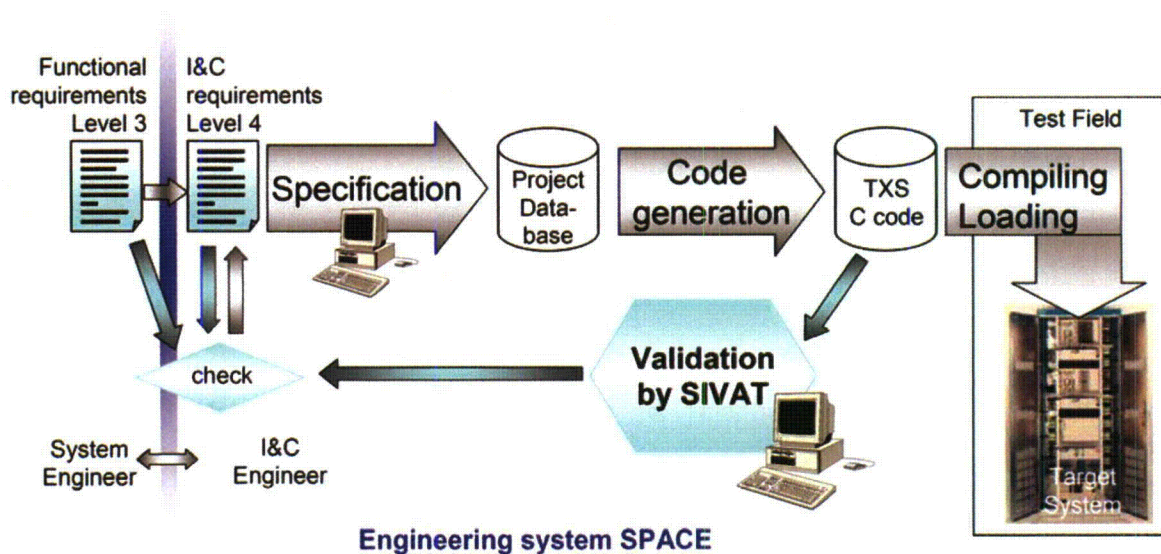 Functional
requirements
Level 3
I&C
requirements
Level 4
Specification
Project
Data-
base
Code
generation
TXS
C code
Test Field
Compiling
Loading
check
Validation
by SIVAT
System
Engineer
I&C
Engineer
Target
System
Engineering system SPACE